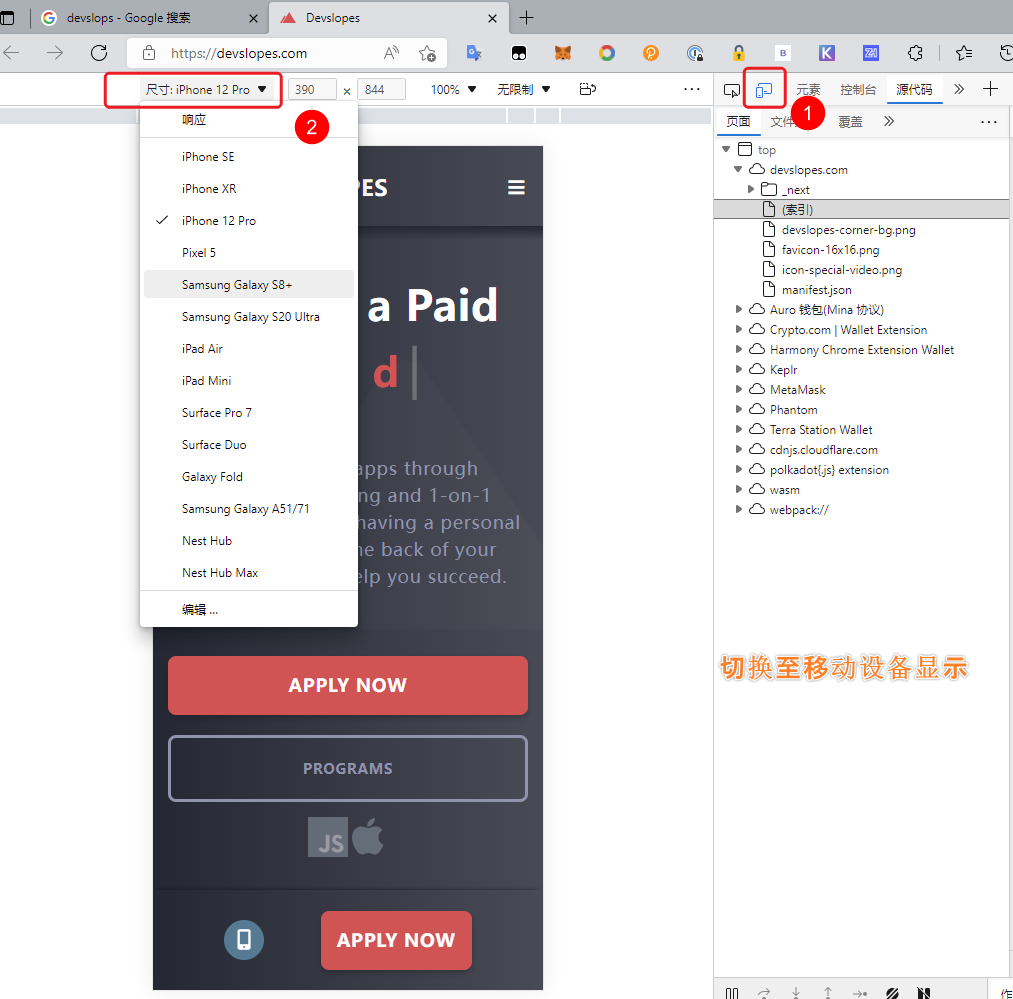 devslops - Google 搜索
Devslopes
https://devslopes.com
尺寸: iPhone 12 Pro
390
844
100%
无限制
元素
控制台
源代码
1
2
页面
文件
覆盖
响应
iPhone SE
iPhone XR
iPhone 12 Pro
Pixel 5
Samsung Galaxy S8+
Samsung Galaxy S20 Ultra
iPad Air
iPad Mini
Surface Pro 7
Surface Duo
Galaxy Fold
Samsung Galaxy A51/71
Nest Hub
Nest Hub Max
编辑 ...
PES
a Paid
d
apps through
ng and 1-on-1
having a personal
ne back of your
elp you succeed.
APPLY NOW
PROGRAMS
JS
APPLY NOW
top
devslopes.com
_next
(索引)
devslopes-corner-bg.png
favicon-16x16.png
icon-special-video.png
manifest.json
Auro 钱包(Mina 协议)
Crypto.com | Wallet Extension
Harmony Chrome Extension Wallet
Keplr
MetaMask
Phantom
Terra Station Wallet
cdnjs.cloudflare.com
polkadot{.js} extension
wasm
webpack://
切换至移动设备显示
作